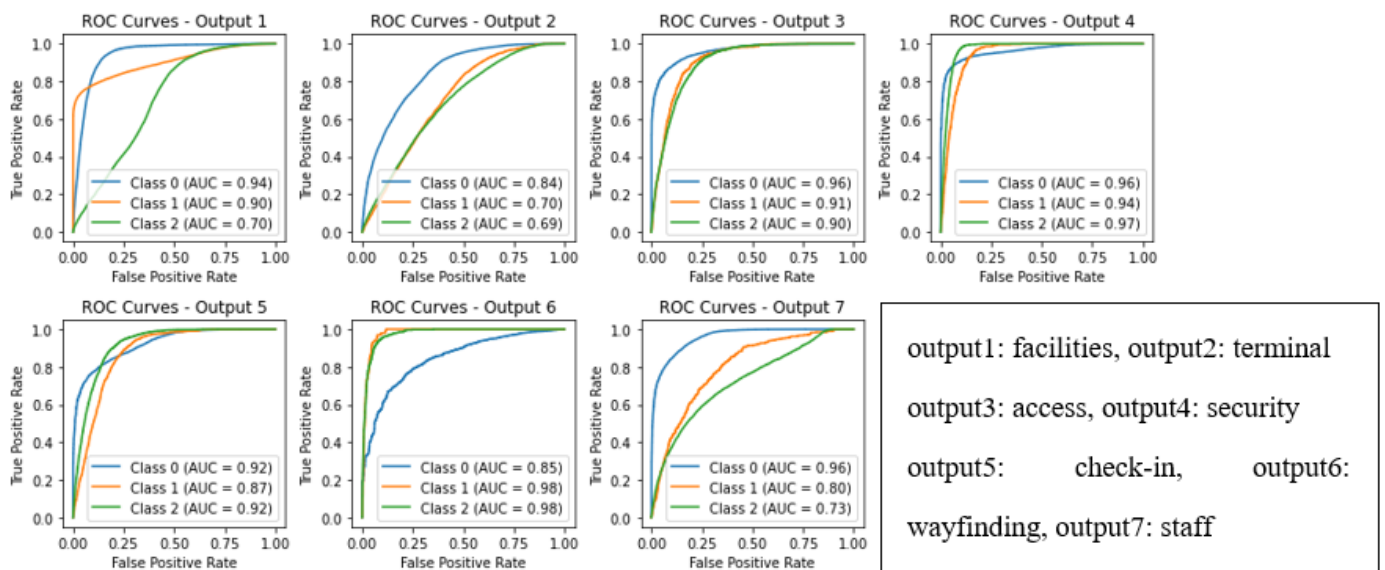 ROC Curves - Output 1
True Positive Rate
1.0
0.8
0.6
0.4
0.2
0.0
Class 0 (AUC = 0.94)
Class 1 (AUC = 0.90)
Class 2 (AUC = 0.70)
0.00 0.25 0.50 0.75 1.00
False Positive Rate
ROC Curves - Output 2
True Positive Rate
1.0
0.8
0.6
0.4
0.2
0.0
Class 0 (AUC = 0.84)
Class 1 (AUC = 0.70)
Class 2 (AUC = 0.69)
0.00 0.25 0.50 0.75 1.00
False Positive Rate
ROC Curves - Output 3
True Positive Rate
1.0
0.8
0.6
0.4
0.2
0.0
Class 0 (AUC = 0.96)
Class 1 (AUC = 0.91)
Class 2 (AUC = 0.90)
0.00 0.25 0.50 0.75 1.00
False Positive Rate
ROC Curves - Output 4
True Positive Rate
1.0
0.8
0.6
0.4
0.2
0.0
Class 0 (AUC = 0.96)
Class 1 (AUC = 0.94)
Class 2 (AUC = 0.97)
0.00 0.25 0.50 0.75 1.00
False Positive Rate
ROC Curves - Output 5
True Positive Rate
1.0
0.8
0.6
0.4
0.2
0.0
Class 0 (AUC = 0.92)
Class 1 (AUC = 0.87)
Class 2 (AUC = 0.92)
0.00 0.25 0.50 0.75 1.00
False Positive Rate
ROC Curves - Output 6
True Positive Rate
1.0
0.8
0.6
0.4
0.2
0.0
Class 0 (AUC = 0.85)
Class 1 (AUC = 0.98)
Class 2 (AUC = 0.98)
0.00 0.25 0.50 0.75 1.00
False Positive Rate
ROC Curves - Output 7
True Positive Rate
1.0
0.8
0.6
0.4
0.2
0.0
Class 0 (AUC = 0.96)
Class 1 (AUC = 0.80)
Class 2 (AUC = 0.73)
0.00 0.25 0.50 0.75 1.00
False Positive Rate
output1: facilities, output2: terminal
output3: access, output4: security
output5: check-in, output6:
wayfinding, output7: staff